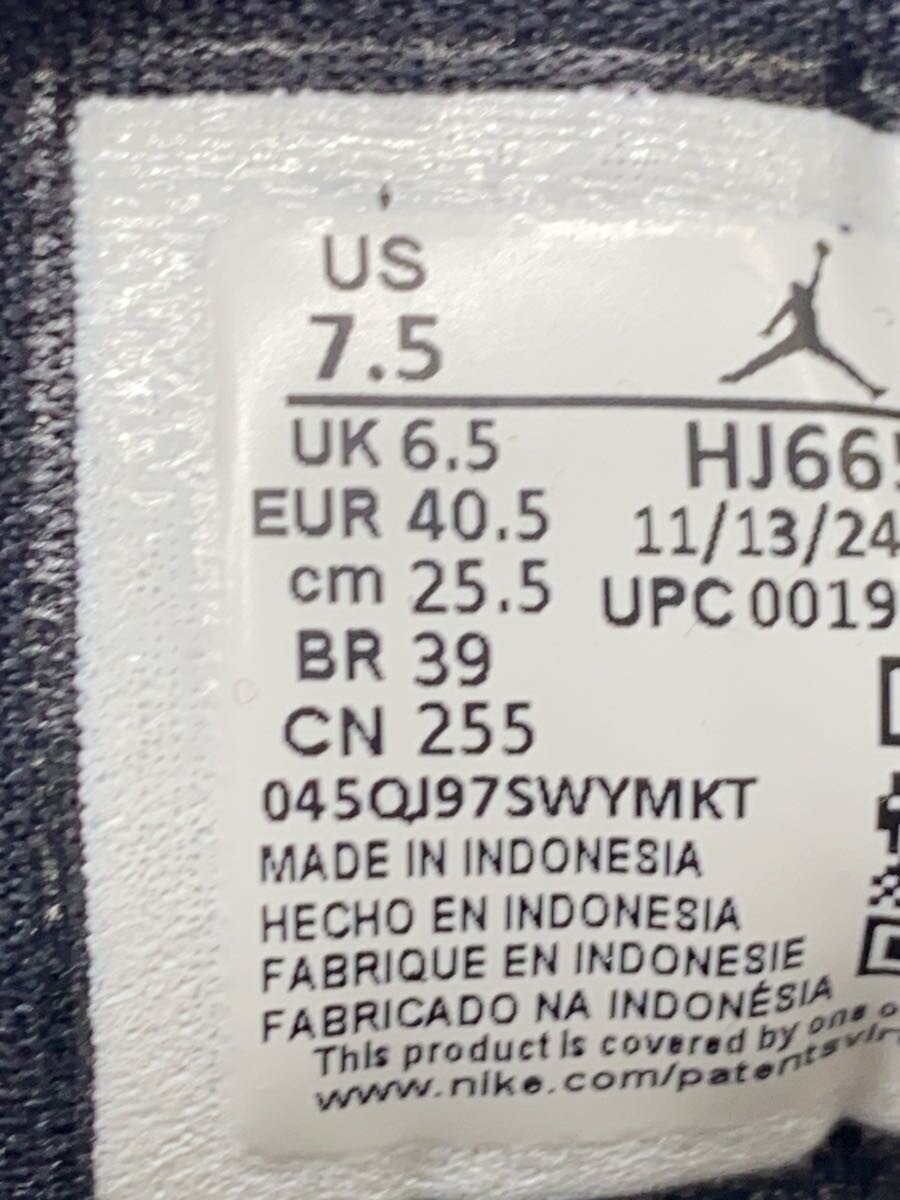 US
7.5
UK 6.5
EUR 40.5
cm 25.5
BR 39
CN 255
HJ665
11/13/24
UPC 0019
045QJ97SWYMKT
MADE IN INDONESIA
HECHO EN INDONESIA
FABRIQUE EN INDONESIE
FABRICADO NA INDONÉSIA
This product is covered by one o
www.nike.com/patents